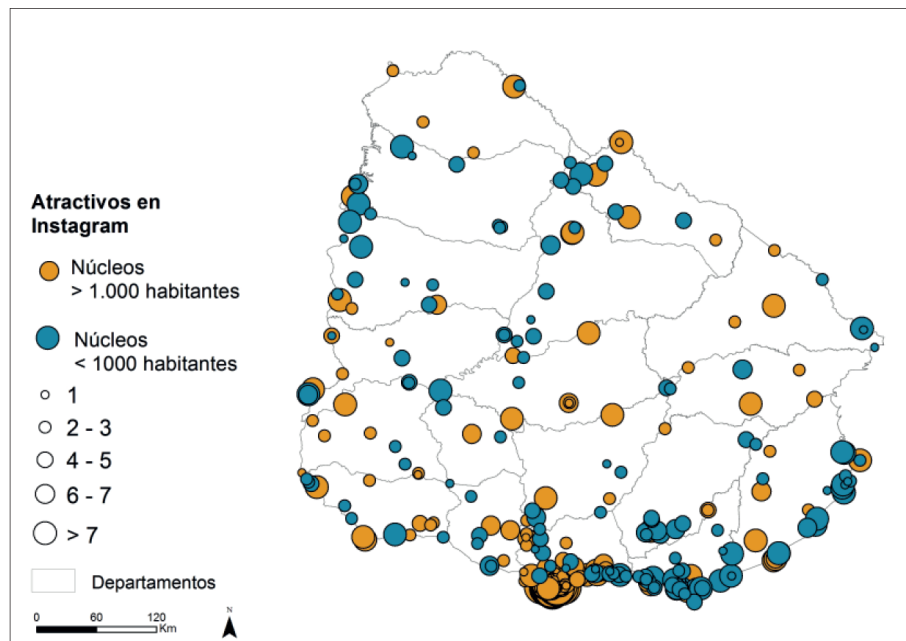 Atractivos en
Instagram
Núcleos
> 1.000 habitantes
Núcleos
< 1000 habitantes
1
2 - 3
4 - 5
6 - 7
> 7
Departamentos
0 60 120
Km
N